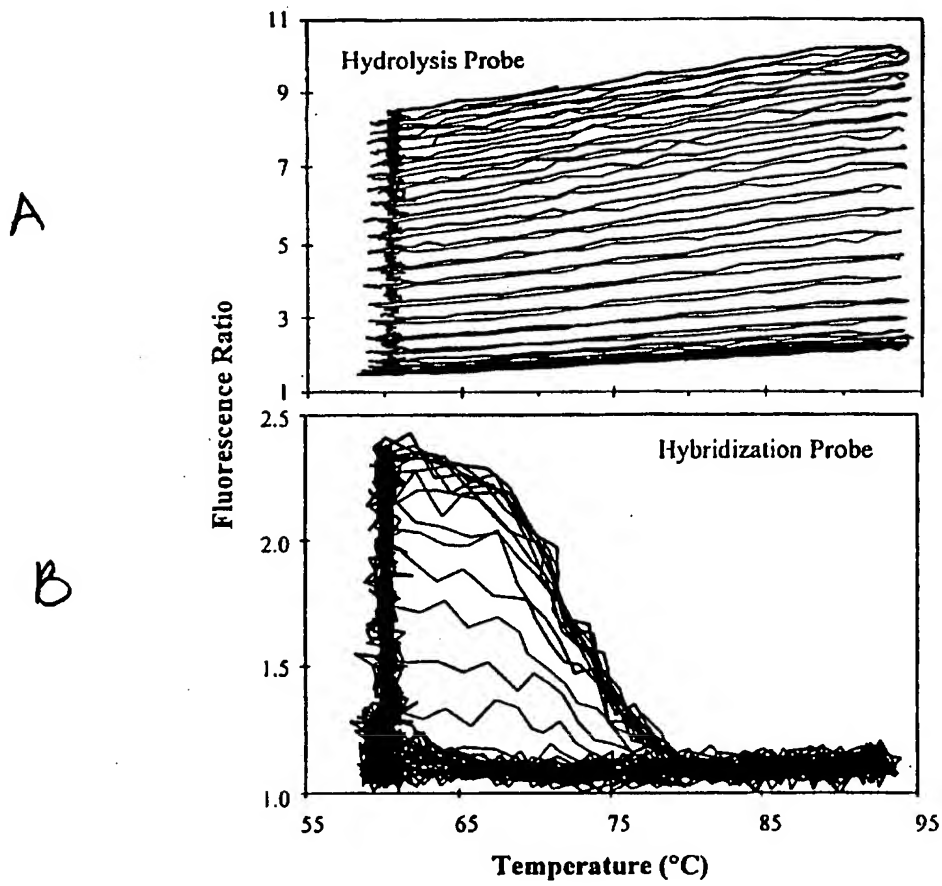 A
B
Fluorescence Ratio
11
9
7
5
3
1
Hydrolysis Probe
2.5
2.0
1.5
1.0
Hybridization Probe
55
65
75
85
95
Temperature (°C)